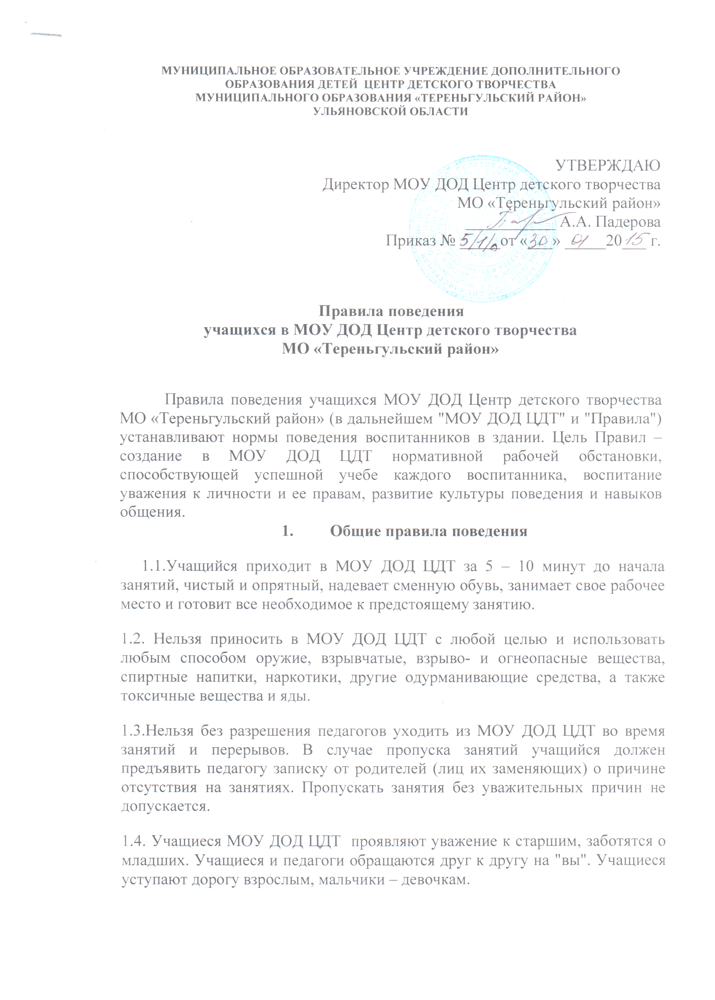 МУНИЦИПАЛЬНОЕ ОБРАЗОВАТЕЛЬНОЕ УЧРЕЖДЕНИЕ ДОПОЛНИТЕЛЬНОГО
ОБРАЗОВАНИЯ ДЕТЕЙ ЦЕНТР ДЕТСКОГО ТВОРЧЕСТВА
МУНИЦИПАЛЬНОГО ОБРАЗОВАНИЯ «ТЕРЕНЬГУЛЬСКИЙ РАЙОН»
УЛЬЯНОВСКОЙ ОБЛАСТИ
УТВЕРЖДАЮ
Директор МОУ ДОД Центр детского творчества
МО «Тереньгульский район»
А.А. Падерова
Приказ № 5/1/ от «30» 01 2015 г.
Правила поведения
учащихся в МОУ ДОД Центр детского творчества
МО «Тереньгульский район»
Правила поведения учащихся МОУ ДОД Центр детского творчества
МО «Тереньгульский район» (в дальнейшем "МОУ ДОД ЦДТ" и "Правила")
устанавливают нормы поведения воспитанников в здании. Цель Правил –
создание в МОУ ДОД ЦДТ нормативной рабочей обстановки,
способствующей успешной учебе каждого воспитанника, воспитание
уважения к личности и ее правам, развитие культуры поведения и навыков
общения.
1. Общие правила поведения
1.1.Учащийся приходит в МОУ ДОД ЦДТ за 5 – 10 минут до начала
занятий, чистый и опрятный, надевает сменную обувь, занимает свое рабочее
место и готовит все необходимое к предстоящему занятию.
1.2. Нельзя приносить в МОУ ДОД ЦДТ с любой целью и использовать
любым способом оружие, взрывчатые, взрыво- и огнеопасные вещества,
спиртные напитки, наркотики, другие одурманивающие средства, а также
токсичные вещества и яды.
1.3.Нельзя без разрешения педагогов уходить из МОУ ДОД ЦДТ во время
занятий и перерывов. В случае пропуска занятий учащийся должен
предъявить педагогу записку от родителей (лиц их заменяющих) о причине
отсутствия на занятиях. Пропускать занятия без уважительных причин не
допускается.
1.4. Учащиеся МОУ ДОД ЦДТ проявляют уважение к старшим, заботятся о
младших. Учащиеся и педагоги обращаются друг к другу на "вы". Учащиеся
уступают дорогу взрослым, мальчики – девочкам.